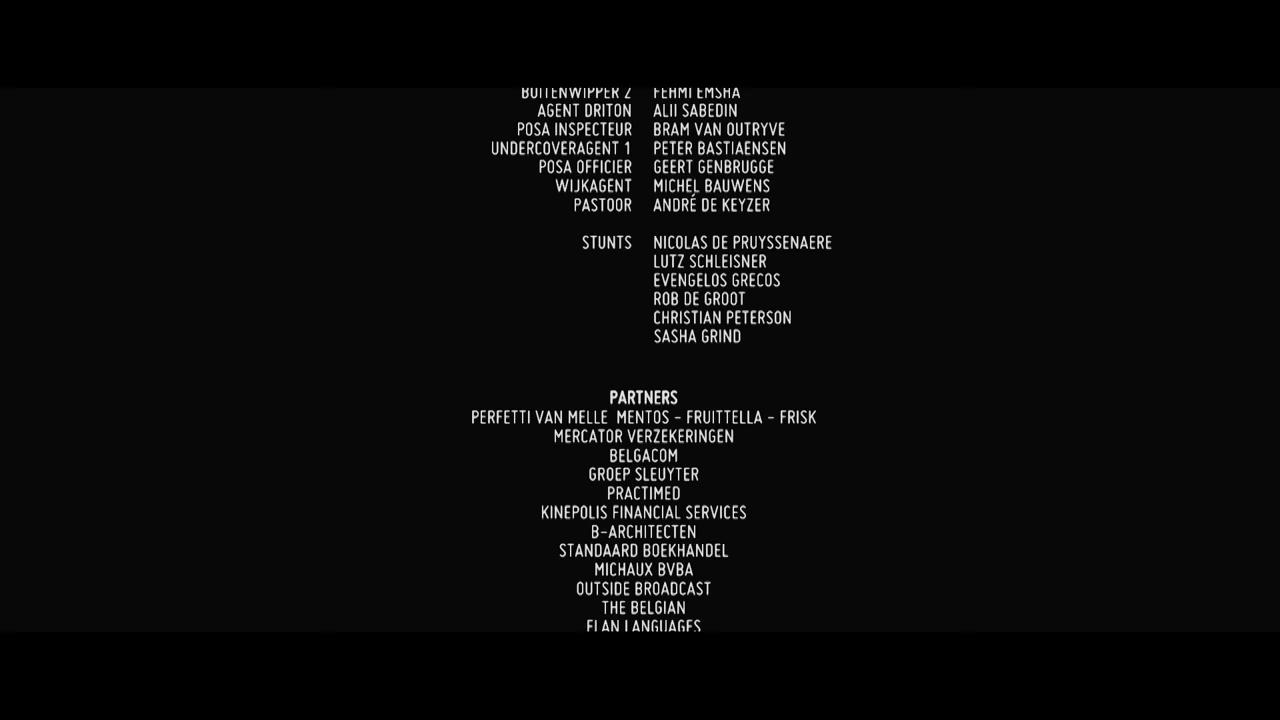 BUITENWIPPER 2 FEHMI EMSHA
AGENT DRITON ALII SABEDIN
POSA INSPECTEUR BRAM VAN OUTRYVE
UNDERCOVERAGENT 1 PETER BASTIAENSEN
POSA OFFICIER GEERT GENBRUGGE
WIJKAGENT MICHEL BAUWENS
PASTOOR ANDRÉ DE KEYZER
STUNTS NICOLAS DE PRUYSSENAERE
LUTZ SCHLEISNER
EVENGELOS GRECOS
ROB DE GROOT
CHRISTIAN PETERSON
SASHA GRIND
PARTNERS
PERFETTI VAN MELLE MENTOS - FRUITTELLA - FRISK
MERCATOR VERZEKERINGEN
BELGACOM
GROEP SLEUYTER
PRACTIMED
KINEPOLIS FINANCIAL SERVICES
B-ARCHITECTEN
STANDAARD BOEKHANDEL
MICHAUX BVBA
OUTSIDE BROADCAST
THE BELGIAN
ELAN LANGUAGES